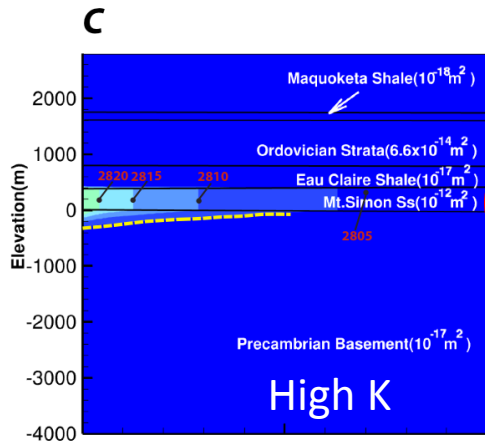 C
Maquoketa Shale(10-18m2)
2000
Ordovician Strata(6.6x10-14m2)
1000
2820 2815 2810
Eau Claire Shale(10-17m2)
Mt.Simon Ss(10-12m2)
0
2805
Elevation(m)
-1000
-2000
Precambrian Basement(10-17m2)
-3000
High K
-4000